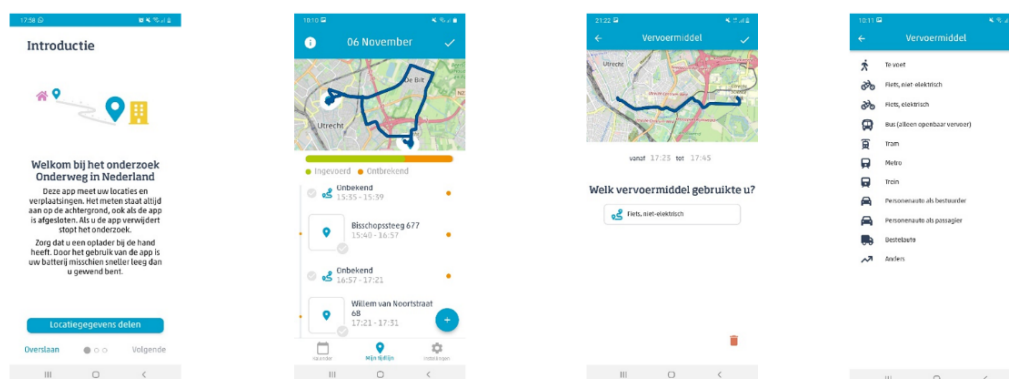 17:58
Introductie
Welkom bij het onderzoek
Onderweg in Nederland
Deze app meet uw locaties en
verplaatsingen. Het meten staat altijd
aan op de achtergrond, ook als de app
is afgesloten. Als u de app verwijdert
stopt het onderzoek.
Zorg dat u een oplader bij de hand
heeft. Door het gebruik van de app is
uw batterij misschien sneller leeg dan
u gewend bent.
Locatiegegevens delen
Overslaan
Volgende
18:10
06 November
De Bilt
Utrecht
Ingevoerd
Ontbrekend
Onbekend
15:35 - 15:39
Bisschopssteeg 677
15:40 - 16:57
Onbekend
16:57 - 17:21
Willem van Noortstraat
68
17:21 - 17:31
Kalender
Mijn tijdlijn
Instellingen
21:22
Vervoermiddel
Utrecht
vanaf 17:23 tot 17:45
Welk vervoermiddel gebruikte u?
Fiets, niet-elektrisch
18:11
Vervoermiddel
Te voet
Fiets, niet-elektrisch
Fiets, elektrisch
Bus (alleen openbaar vervoer)
Tram
Metro
Trein
Personenauto als bestuurder
Personenauto als passagier
Bestelauto
Anders